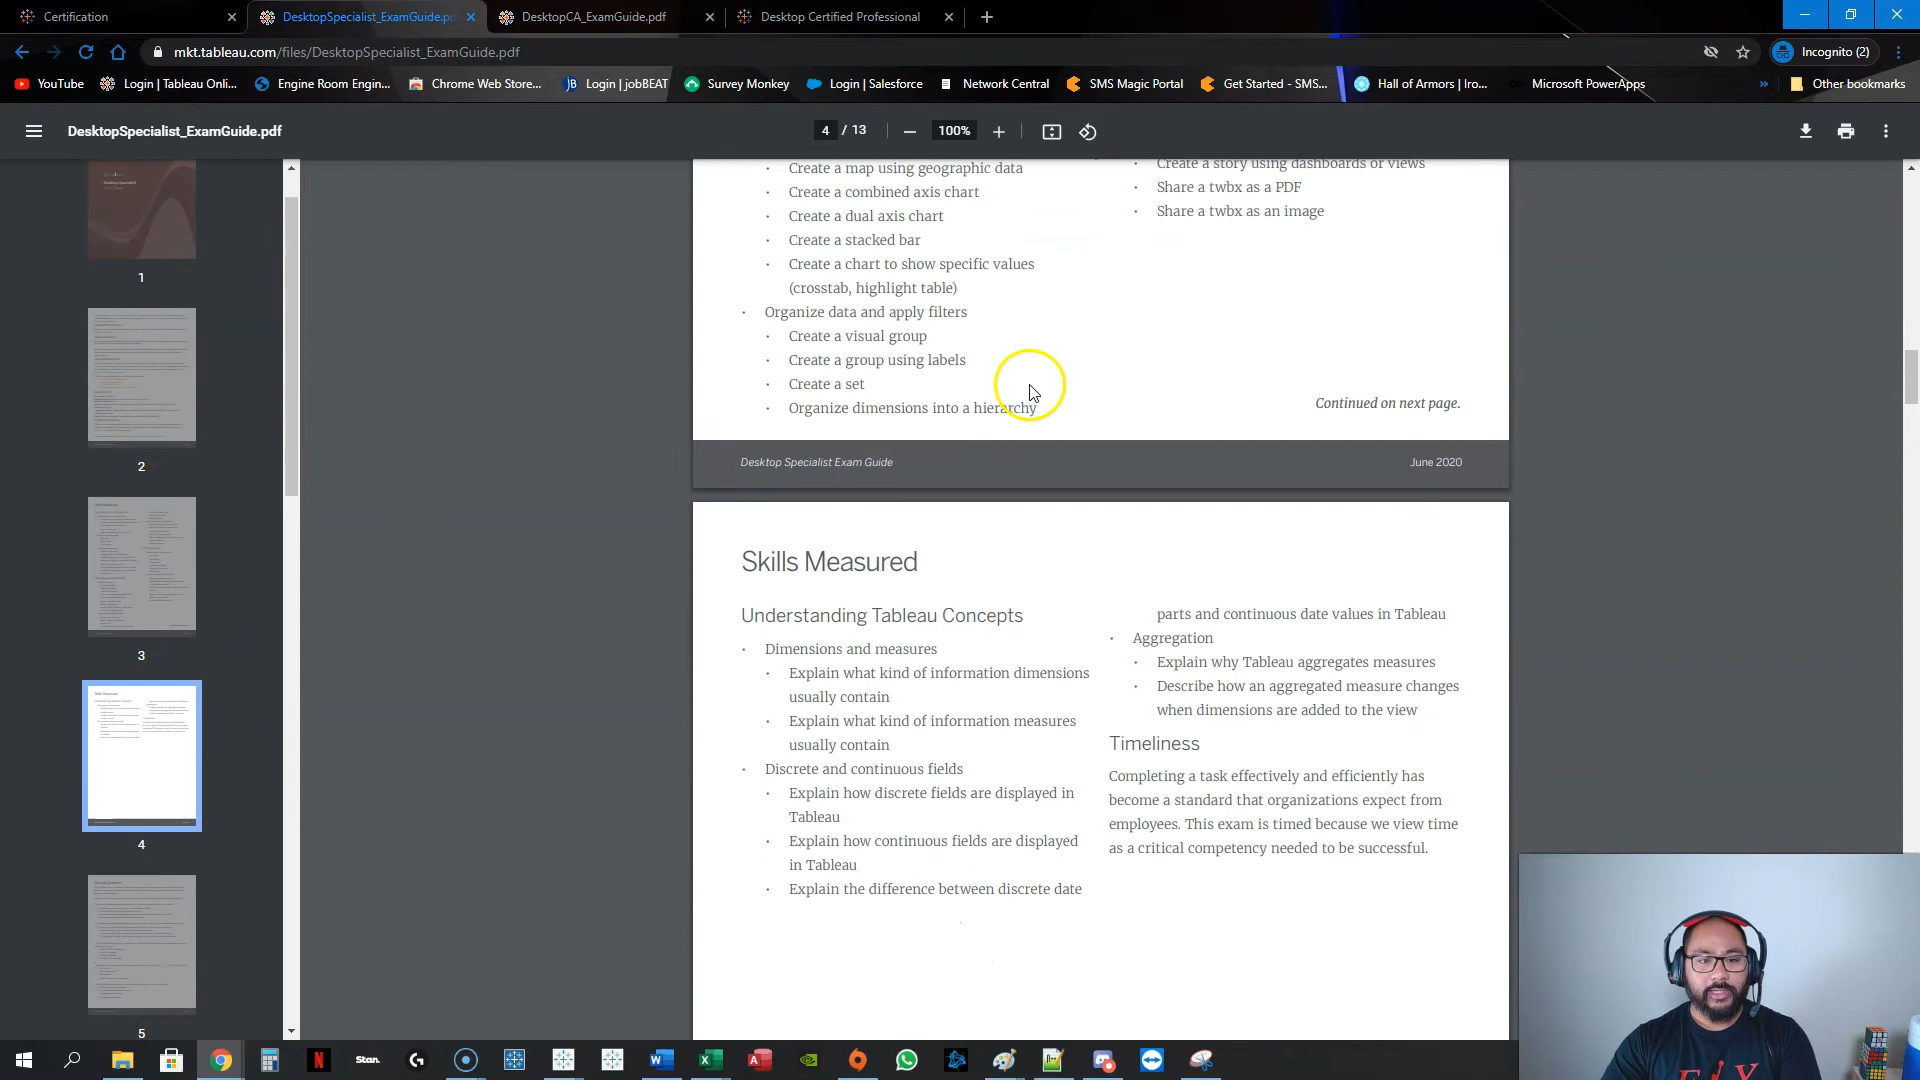 Certification
DesktopSpecialist_ExamGuide.pd
DesktopCA_ExamGuide.pdf
Desktop Certified Professional
mkt.tableau.com/files/DesktopSpecialist_ExamGuide.pdf
Incognito (2)
YouTube
Login | Tableau Onli...
Engine Room Engin...
Chrome Web Store...
Login | jobBEAT
Survey Monkey
Login | Salesforce
Network Central
SMS Magic Portal
Get Started - SMS...
Hall of Armors | Iro...
Microsoft PowerApps
»
Other bookmarks
DesktopSpecialist_ExamGuide.pdf
4 / 13
100%
1
2
3
4
5
· Create a map using geographic data
· Create a combined axis chart
· Create a dual axis chart
· Create a stacked bar
· Create a chart to show specific values
(crosstab, highlight table)
· Organize data and apply filters
· Create a visual group
· Create a group using labels
· Create a set
· Organize dimensions into a hierarchy
Create a story using dashboards or views
· Share a twbx as a PDF
· Share a twbx as an image
Continued on next page.
Desktop Specialist Exam Guide
June 2020
Skills Measured
Understanding Tableau Concepts
· Dimensions and measures
· Explain what kind of information dimensions
usually contain
· Explain what kind of information measures
usually contain
· Discrete and continuous fields
· Explain how discrete fields are displayed in
Tableau
· Explain how continuous fields are displayed
in Tableau
· Explain the difference between discrete date
parts and continuous date values in Tableau
· Aggregation
· Explain why Tableau aggregates measures
· Describe how an aggregated measure changes
when dimensions are added to the view
Timeliness
Completing a task effectively and efficiently has
become a standard that organizations expect from
employees. This exam is timed because we view time
as a critical competency needed to be successful.
Stan.